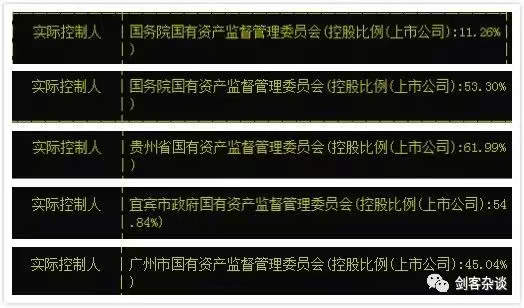 实际控制人 国务院国有资产监督管理委员会(控股比例(上市公司):11.26%
)
实际控制人 国务院国有资产监督管理委员会(控股比例(上市公司):53.30%
)
实际控制人 贵州省国有资产监督管理委员会(控股比例(上市公司):61.99%
)
实际控制人 宜宾市政府国有资产监督管理委员会(控股比例(上市公司):54
.84%)
实际控制人 广州市国有资产监督管理委员会(控股比例(上市公司):45.04%
)
剑客杂谈